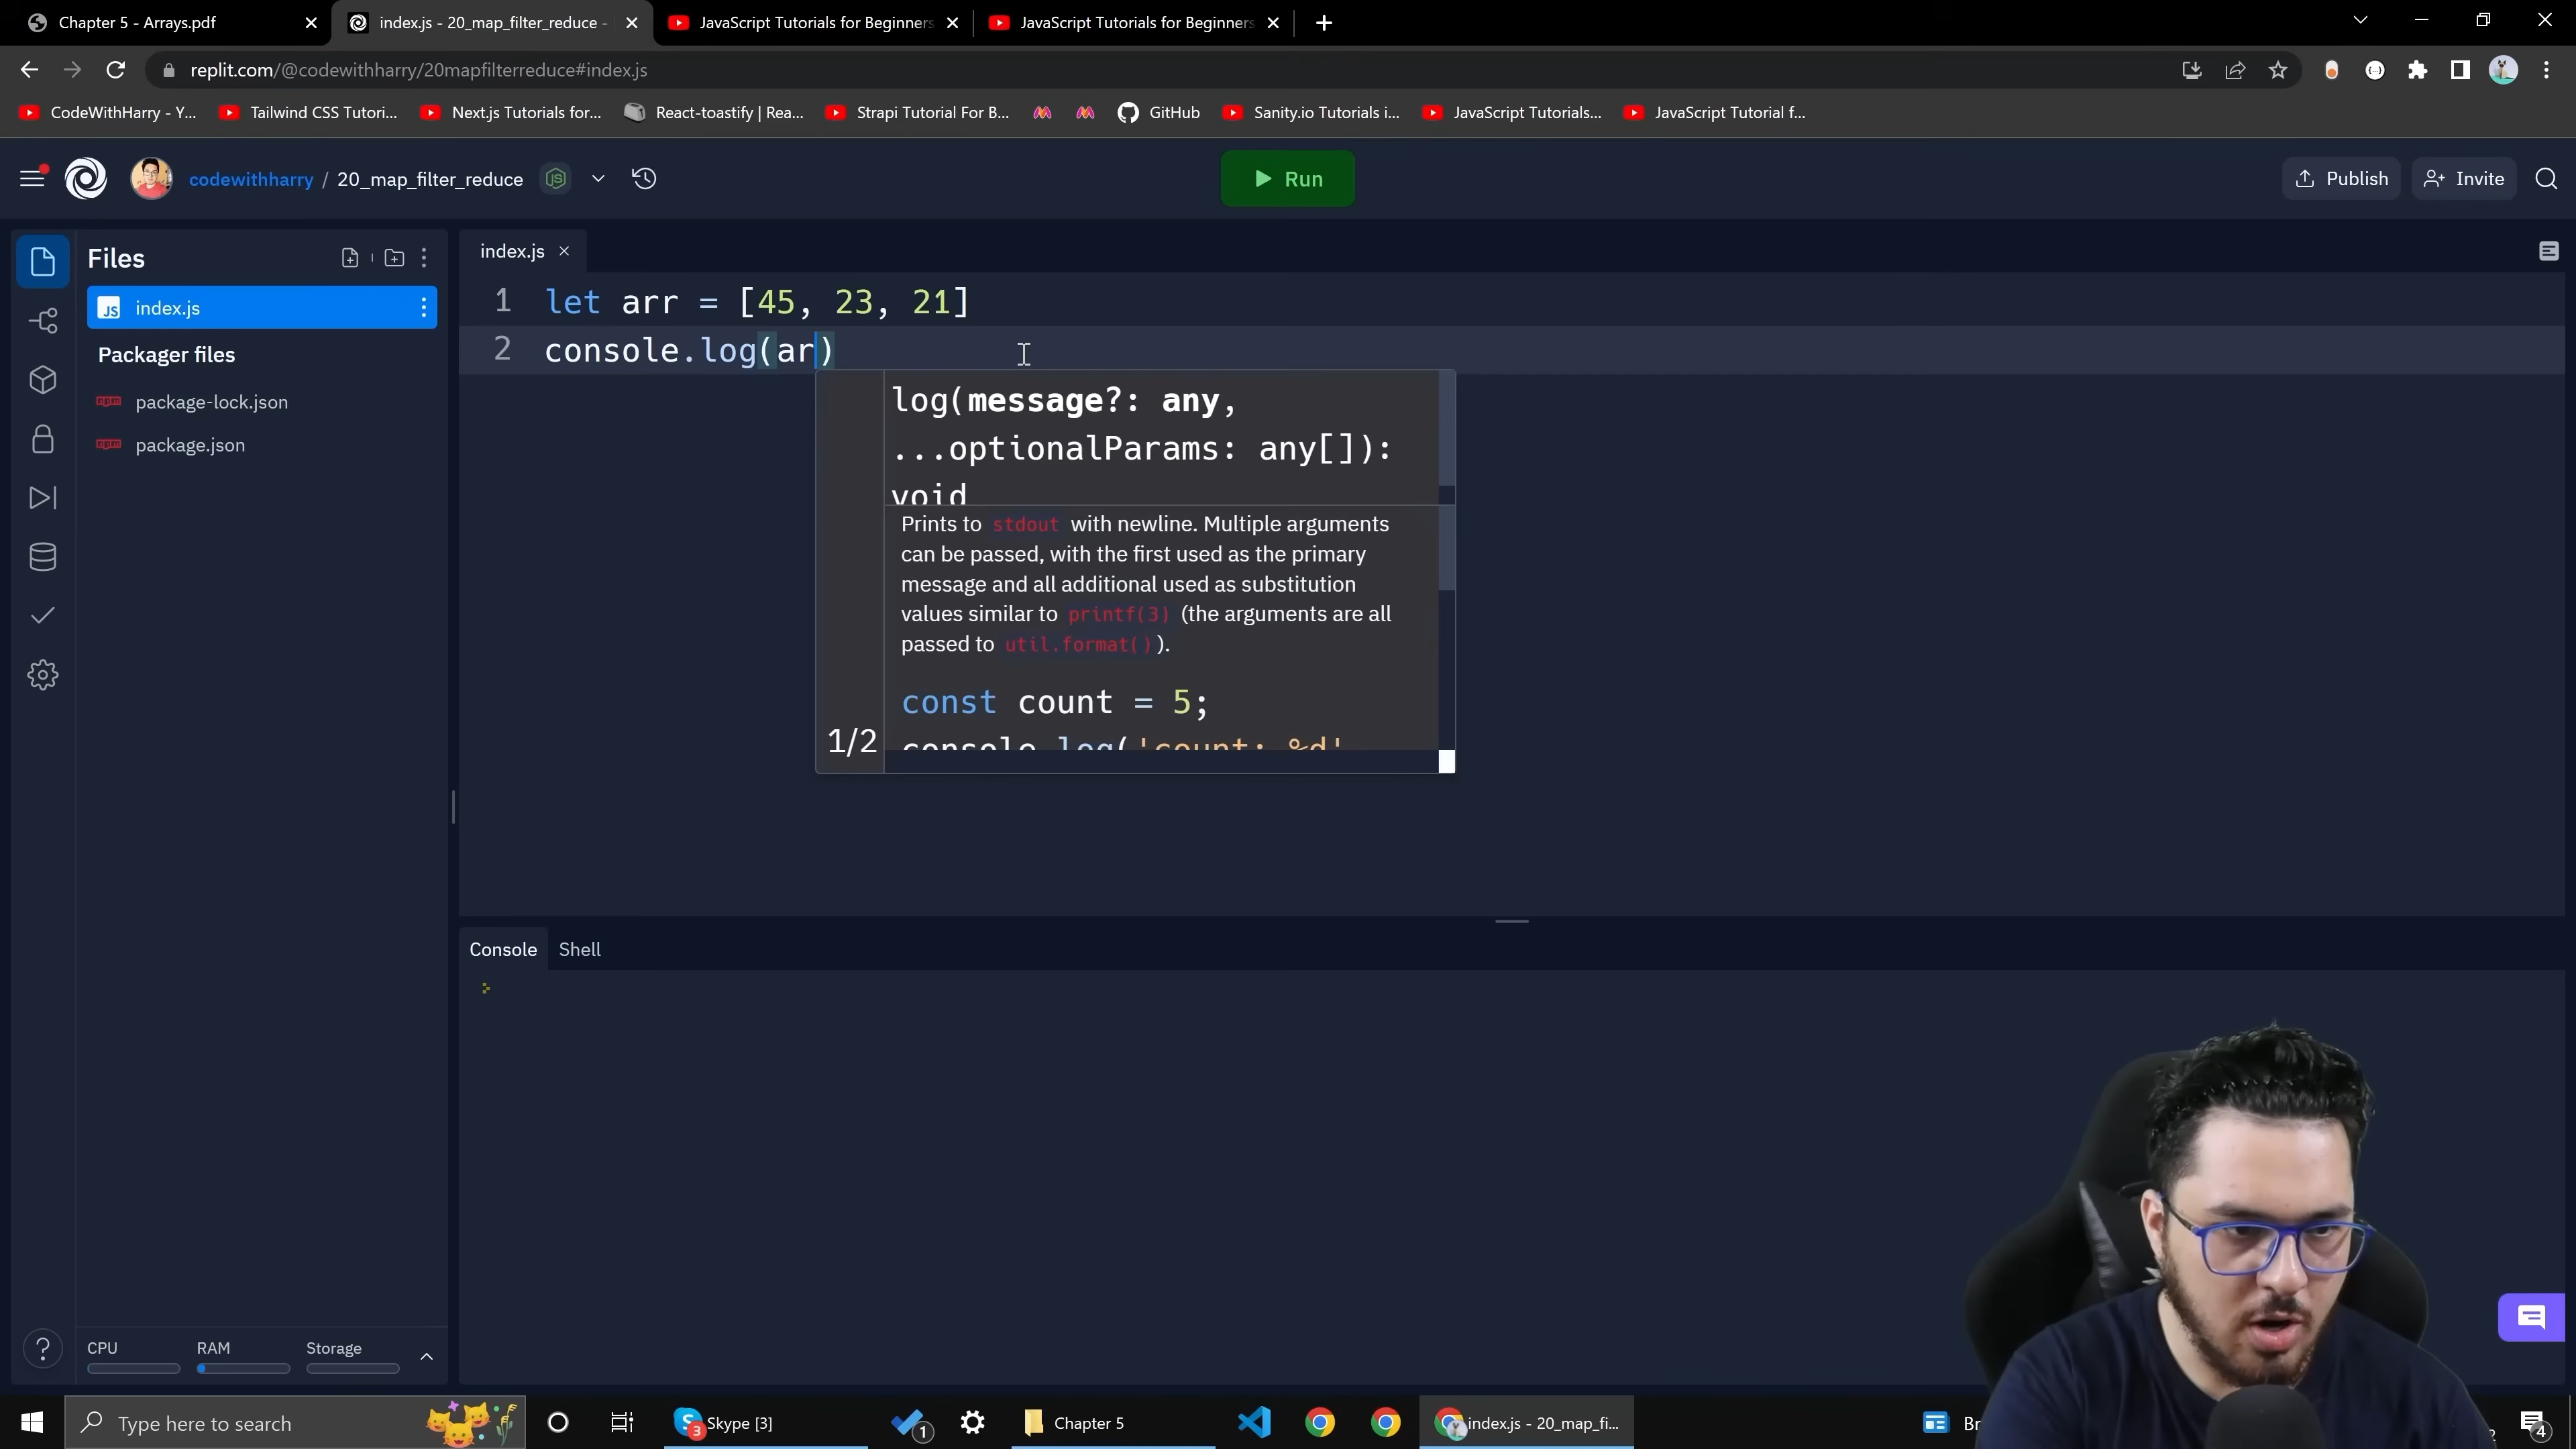 Chapter 5 - Arrays.pdf
index.js - 20_map_filter_reduce -
JavaScript Tutorials for Beginners
JavaScript Tutorials for Beginners
replit.com/@codewithharry/20mapfilterreduce#index.js
CodeWithHarry - Y...
Tailwind CSS Tutori...
Next.js Tutorials for...
React-toastify | Rea...
Strapi Tutorial For B...
GitHub
Sanity.io Tutorials i...
JavaScript Tutorials...
JavaScript Tutorial f...
codewithharry / 20_map_filter_reduce
Run
Publish
Invite
Files
index.js
Packager files
package-lock.json
package.json
index.js
1 let arr = [45, 23, 21]
2 console.log(ar)
log(message?: any,
...optionalParams: any[]):
void
Prints to stdout with newline. Multiple arguments
can be passed, with the first used as the primary
message and all additional used as substitution
values similar to printf(3) (the arguments are all
passed to util.format()).
const count = 5;
console.log('count: %d'
1/2
Console
Shell
CPU
RAM
Storage
Type here to search
Skype [3]
3
1
Chapter 5
index.js - 20_map_fi...
4